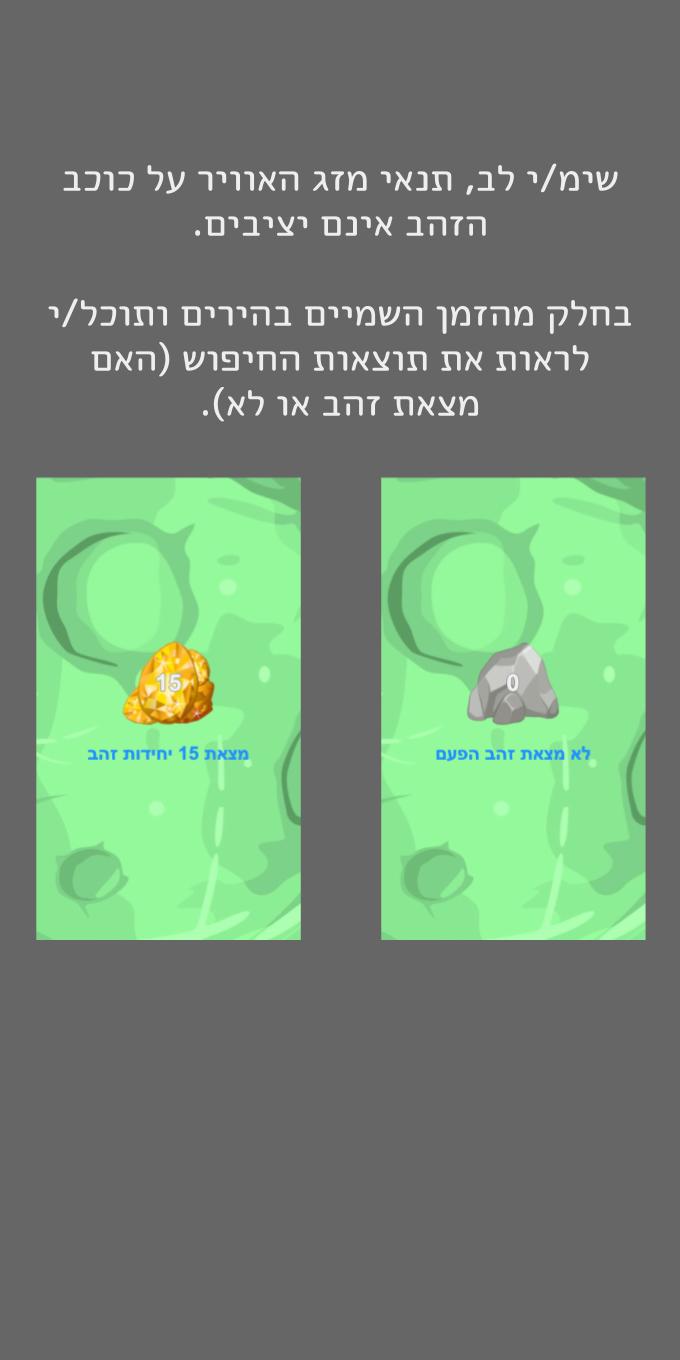 שימ/י לב, תנאי מזג האוויר על כוכב
הזהב אינם יציבים.
בחלק מהזמן השמיים בהירים ותוכל/י
לראות את תוצאות החיפוש (האם
מצאת זהב או לא).
0
לא מצאת זהב הפעם
15
מצאת 15 יחידות זהב